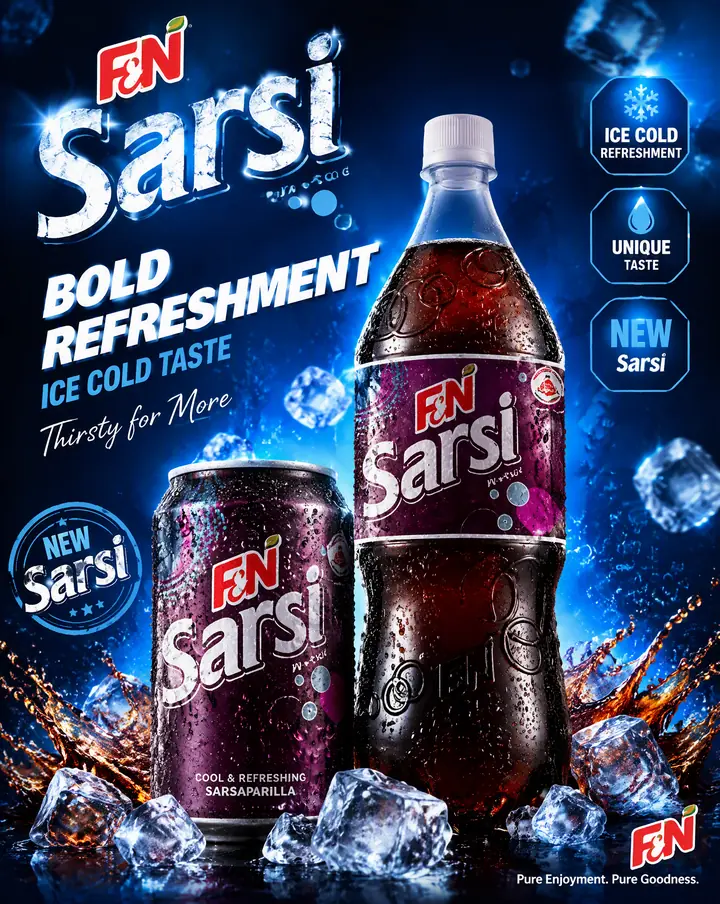 F&N
Sarsi
BOLD
REFRESHMENT
ICE COLD TASTE
Thirsty for More
ICE COLD
REFRESHMENT
UNIQUE
TASTE
NEW
Sarsi
NEW
Sarsi
F&N
Sarsi
COOL & REFRESHING
SARSAPARILLA
F&N
Sarsi
F&N
Pure Enjoyment. Pure Goodness.